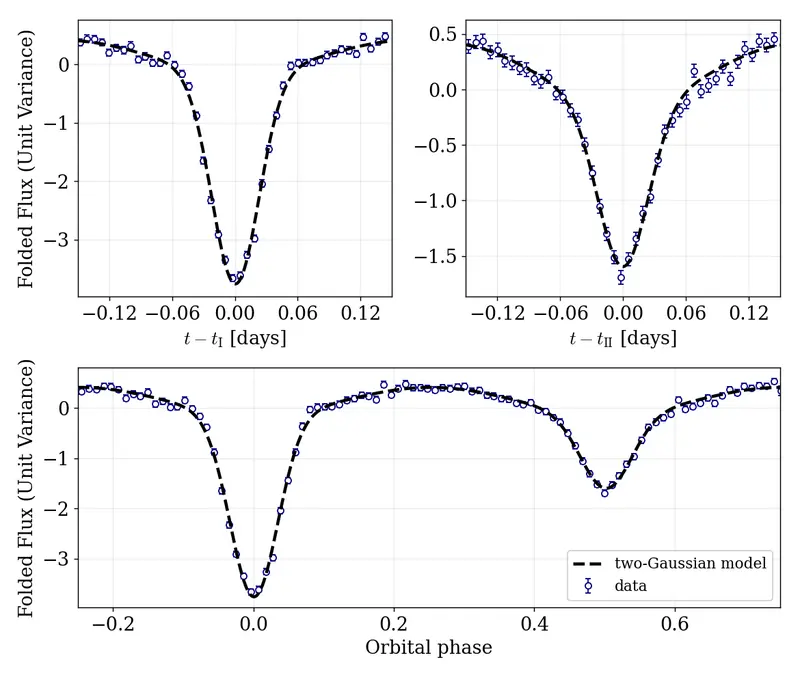 Folded Flux (Unit Variance)
0
−1
−2
−3
−0.12 −0.06 0.00 0.06 0.12
t − t_I [days]
0.5
0.0
−0.5
−1.0
−1.5
−0.12 −0.06 0.00 0.06 0.12
t − t_II [days]
Folded Flux (Unit Variance)
0
−1
−2
−3
−0.2 0.0 0.2 0.4 0.6
Orbital phase
two-Gaussian model
data